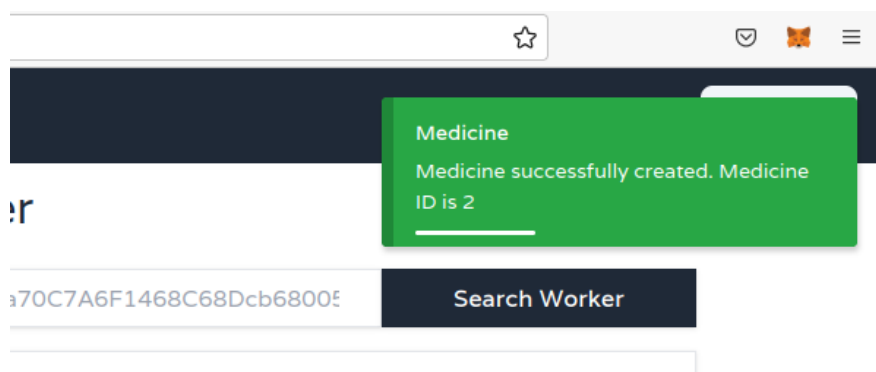 Medicine
Medicine successfully created. Medicine
ID is 2
er
a70C7A6F1468C68Dcb68005
Search Worker